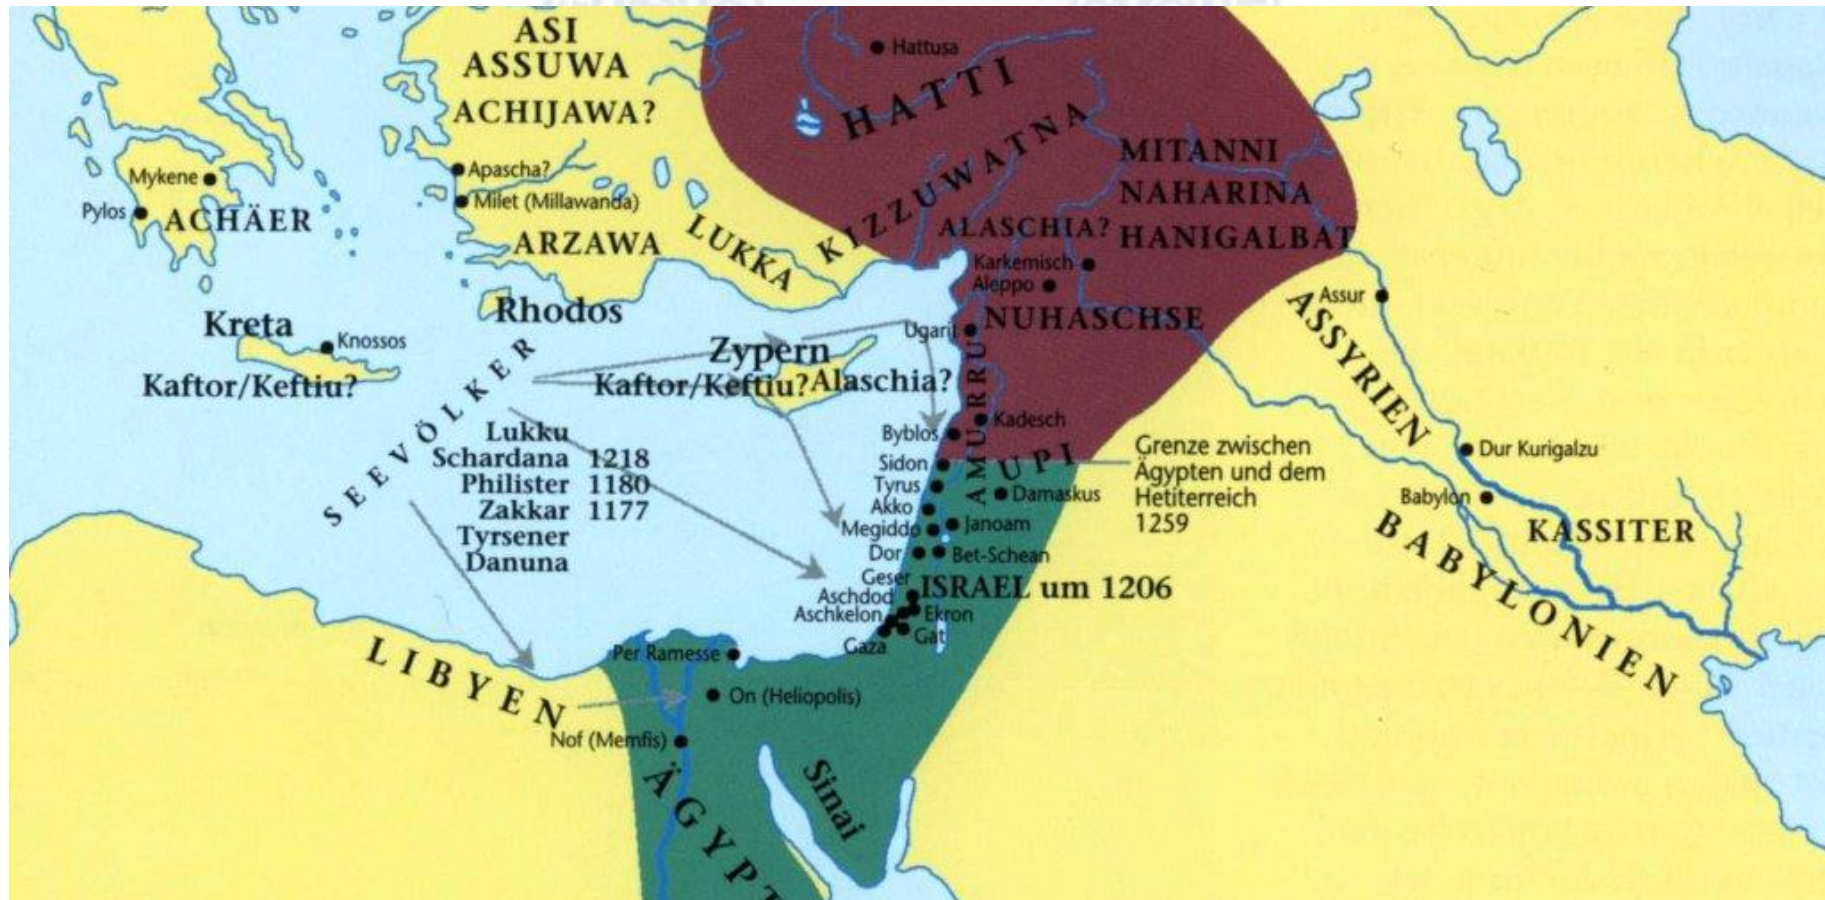 ASI
ASSUWA
ACHIJAWA?
Hattusa
HATTI
KIZZUWATNA
MITANNI
NAHARINA
HANIGALBAT
ALASCHIA?
Mykene
Pylos
ACHÄER
Apascha?
Milet (Millawanda)
ARZAWA
LUKKA
Karkemisch
Aleppo
Ugarit
NUHASCHSE
Assur
ASSYRIEN
Kreta
Knossos
Kaftor/Keftiu?
Rhodos
Zypern
Kaftor/Keftiu? Alaschia?
SEEVÖLKER
Lukku
Schardana 1218
Philister 1180
Zakkar 1177
Tyrsener
Danuna
AMURRU
Kadesch
Byblos
Sidon
UPI
Tyrus
Damaskus
Akko
Megiddo
Janoam
Dor
Bet-Schean
Geser
ISRAEL um 1206
Aschdod
Aschkelon
Ekron
Gat
Gaza
Grenze zwischen
Ägypten und dem
Hetiterreich
1259
Dur Kurigalzu
Babylon
KASSITER
BABYLONIEN
LIBYEN
Per Ramesse
On (Heliopolis)
Nof (Memfis)
ÄGYPT
Sinai